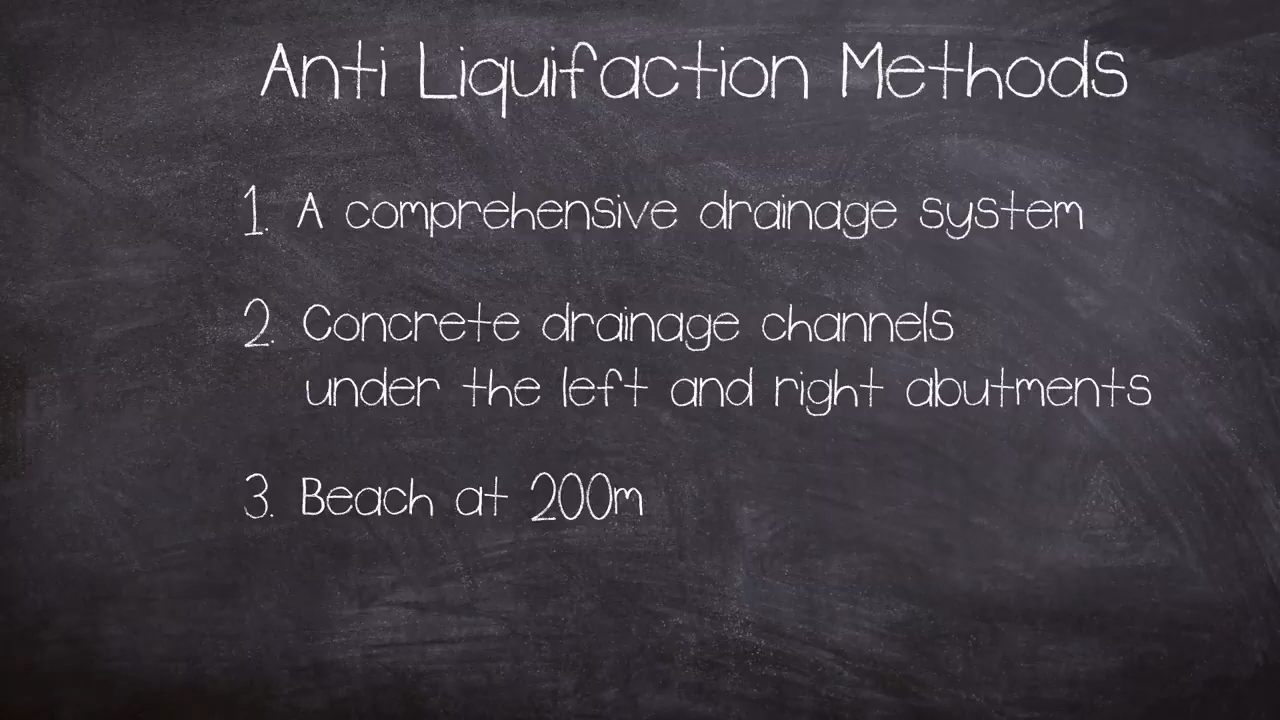 Anti Liquifaction Methods
1. A comprehensive drainage system
2. Concrete drainage channels
under the left and right abutments
3. Beach at 200m